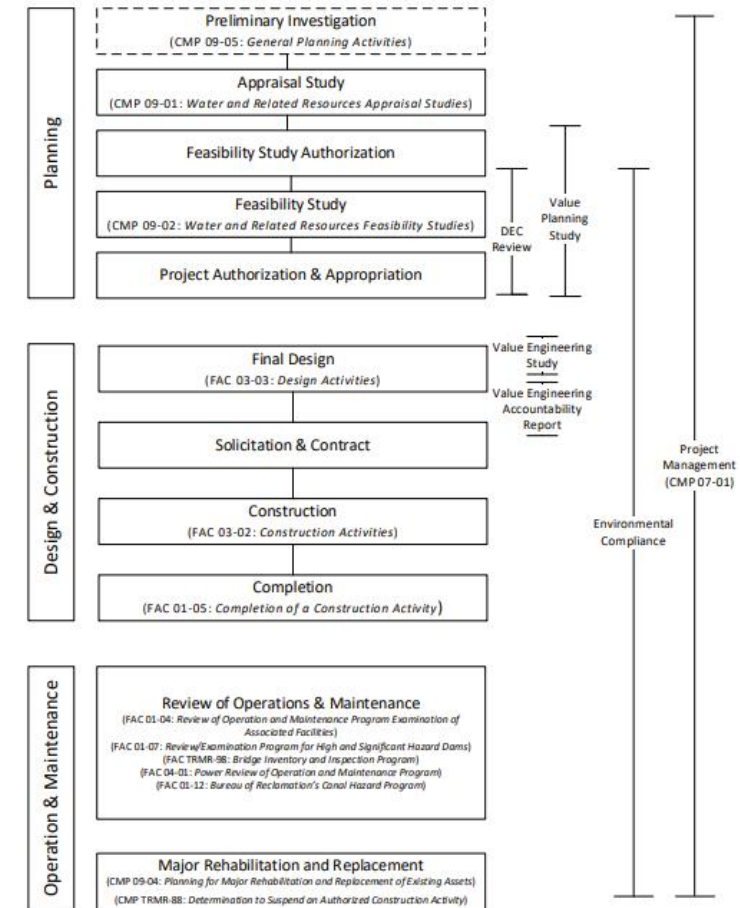 Planning
Preliminary Investigation
(CMP 09-05: General Planning Activities)
Appraisal Study
(CMP 09-01: Water and Related Resources Appraisal Studies)
Feasibility Study Authorization
Feasibility Study
(CMP 09-02: Water and Related Resources Feasibility Studies)
Project Authorization & Appropriation
DEC
Review
Value
Planning
Study
Design & Construction
Final Design
(FAC 03-03: Design Activities)
Solicitation & Contract
Construction
(FAC 03-02: Construction Activities)
Completion
(FAC 01-05: Completion of a Construction Activity)
Value Engineering
Study
Value Engineering
Accountability
Report
Environmental
Compliance
Project
Management
(CMP 07-01)
Operation & Maintenance
Review of Operations & Maintenance
(FAC 01-04: Review of Operation and Maintenance Program Examination of
Associated Facilities)
(FAC 01-07: Review/Examination Program for High and Significant Hazard Dams)
(FAC TRMR-98: Bridge Inventory and Inspection Program)
(FAC 04-01: Power Review of Operation and Maintenance Program)
(FAC 01-12: Bureau of Reclamation's Canal Hazard Program)
Major Rehabilitation and Replacement
(CMP 09-04: Planning for Major Rehabilitation and Replacement of Existing Assets)
(CMP TRMR-88: Determination to Suspend an Authorized Construction Activity)